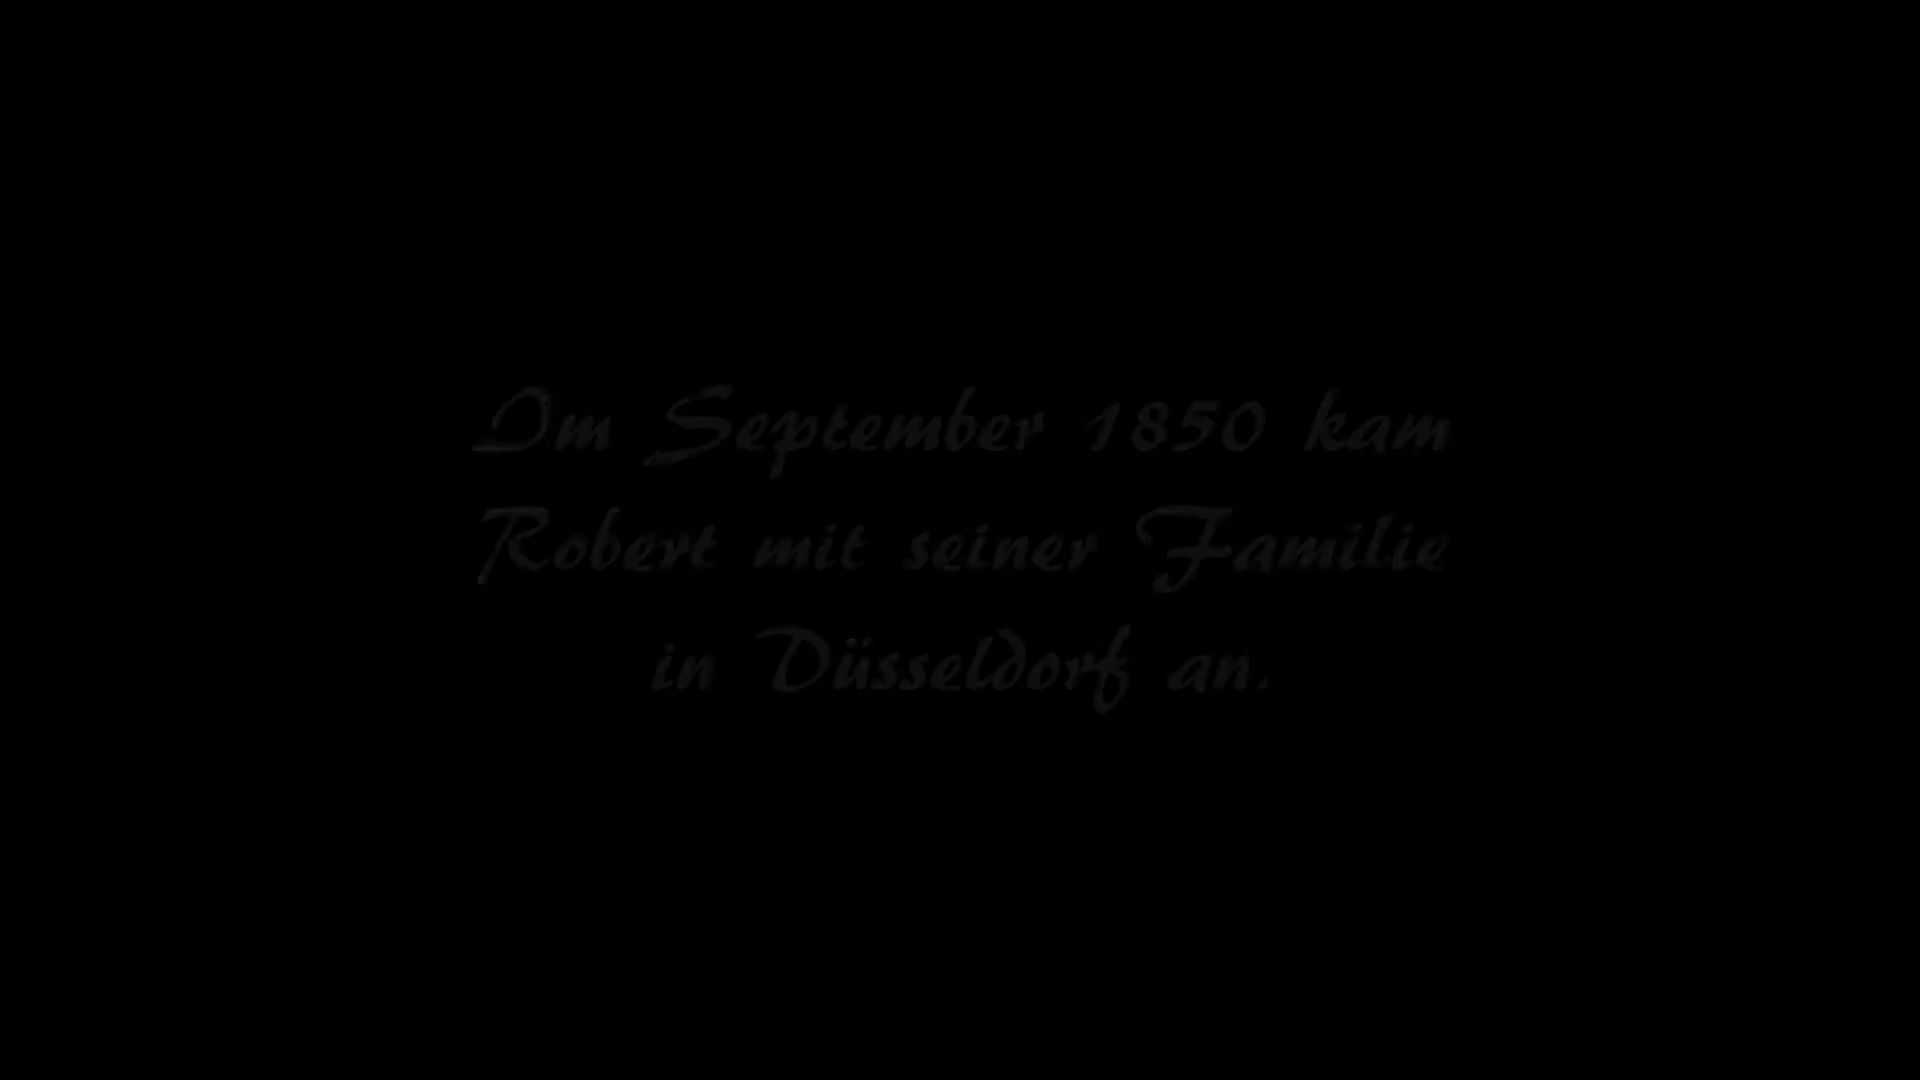 Im September 1850 kam
Robert mit seiner Familie
in Düsseldorf an.